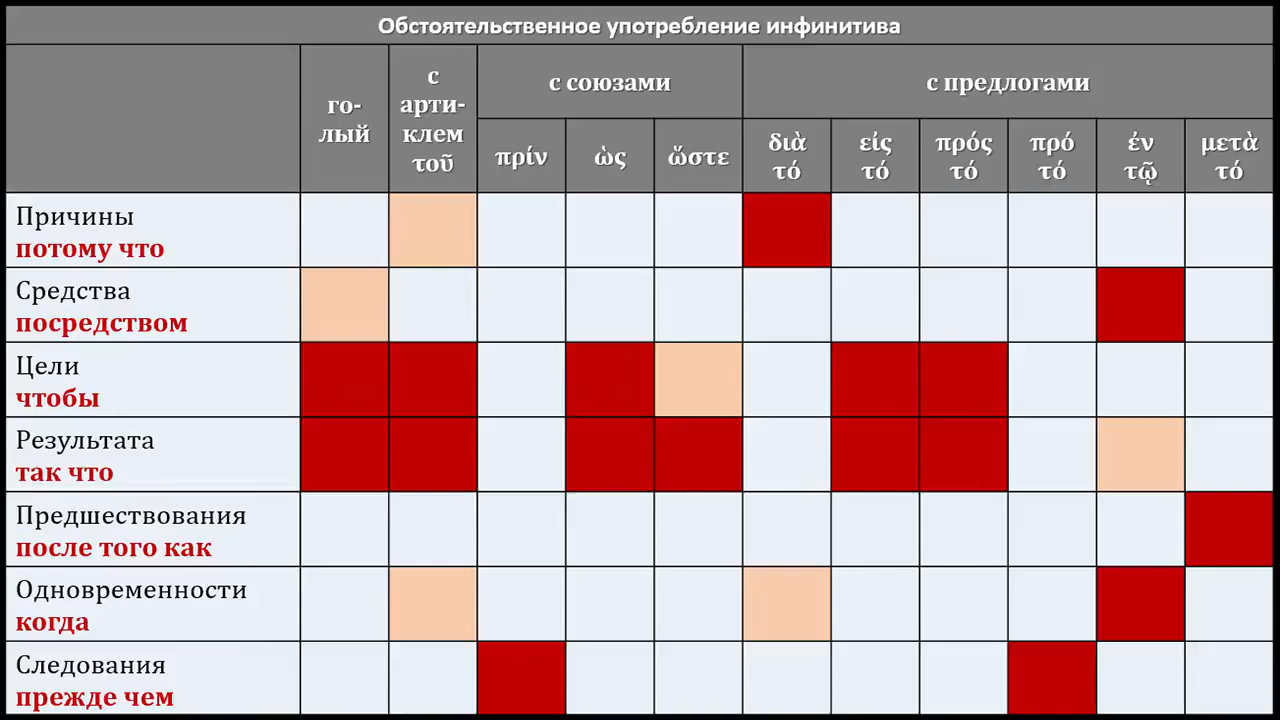 Обстоятельственное употребление инфинитива
го-
лый
с
арти-
клем
τοῦ
с союзами
с предлогами
πρίν
ὡς
ὥστε
διὰ
τό
εἰς
τό
πρός
τό
πρό
τό
ἐν
τῷ
μετὰ
τό
Причины
потому что
Средства
посредством
Цели
чтобы
Результата
так что
Предшествования
после того как
Одновременности
когда
Следования
прежде чем